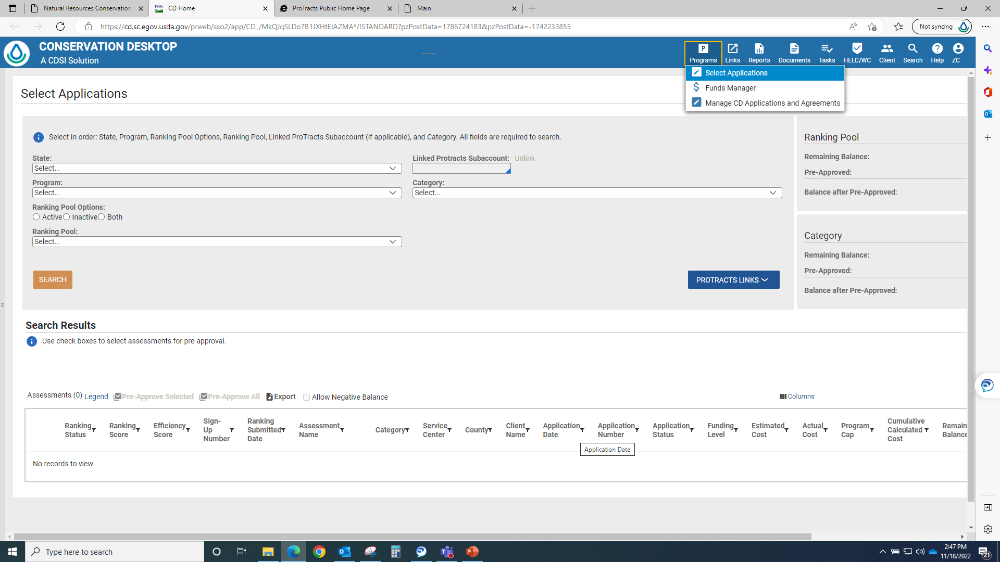 Natural Resources Conservation
CD Home
ProTracts Public Home Page
Main
https://cd.sc.egov.usda.gov/prweb/sso2/app/CD_/MkQJqSLDo7B1JXHtEIAZMA*/!STANDARD?pzPostData=1786724183&pzPostData=-1742233855
Not syncing
CONSERVATION DESKTOP
A CDSI Solution
Programs Links Reports Documents Tasks HELC/WC Client Search Help ZC
Select Applications
Funds Manager
Manage CD Applications and Agreements
Select Applications
Select in order: State, Program, Ranking Pool Options, Ranking Pool, Linked ProTracts Subaccount (if applicable), and Category. All fields are required to search.
State:
Select...
Linked Protracts Subaccount: Unlink
Program:
Select...
Category:
Select...
Ranking Pool Options:
Active Inactive Both
Ranking Pool:
Select...
SEARCH
PROTRACTS LINKS
Ranking Pool
Remaining Balance:
Pre-Approved:
Balance after Pre-Approved:
Category
Remaining Balance:
Pre-Approved:
Balance after Pre-Approved:
Search Results
Use check boxes to select assessments for pre-approval.
Assessments (0) Legend Pre-Approve Selected Pre-Approve All Export Allow Negative Balance Columns
Ranking Status
Ranking Score
Efficiency Score
Sign-Up Number
Ranking Submitted Date
Assessment Name
Category
Service Center
County
Client Name
Application Date
Application Number
Application Status
Funding Level
Estimated Cost
Actual Cost
Program Cap
Cumulative Calculated Cost
Remain
Balance
Application Date
No records to view
Type here to search
2:47 PM
11/18/2022
21